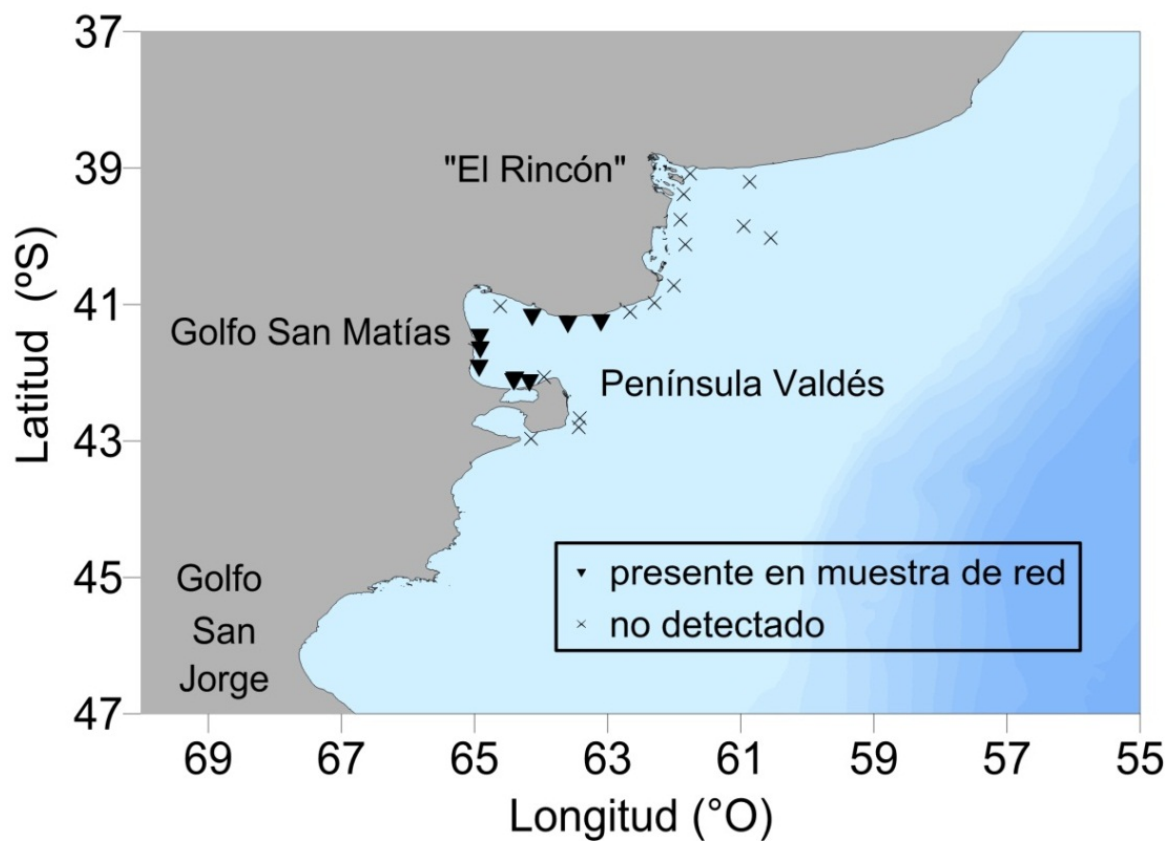 37
39
41
43
45
47
Latitud (ºS)
"El Rincón"
Golfo San Matías
Península Valdés
Golfo
San
Jorge
presente en muestra de red
no detectado
69 67 65 63 61 59 57 55
Longitud (°O)